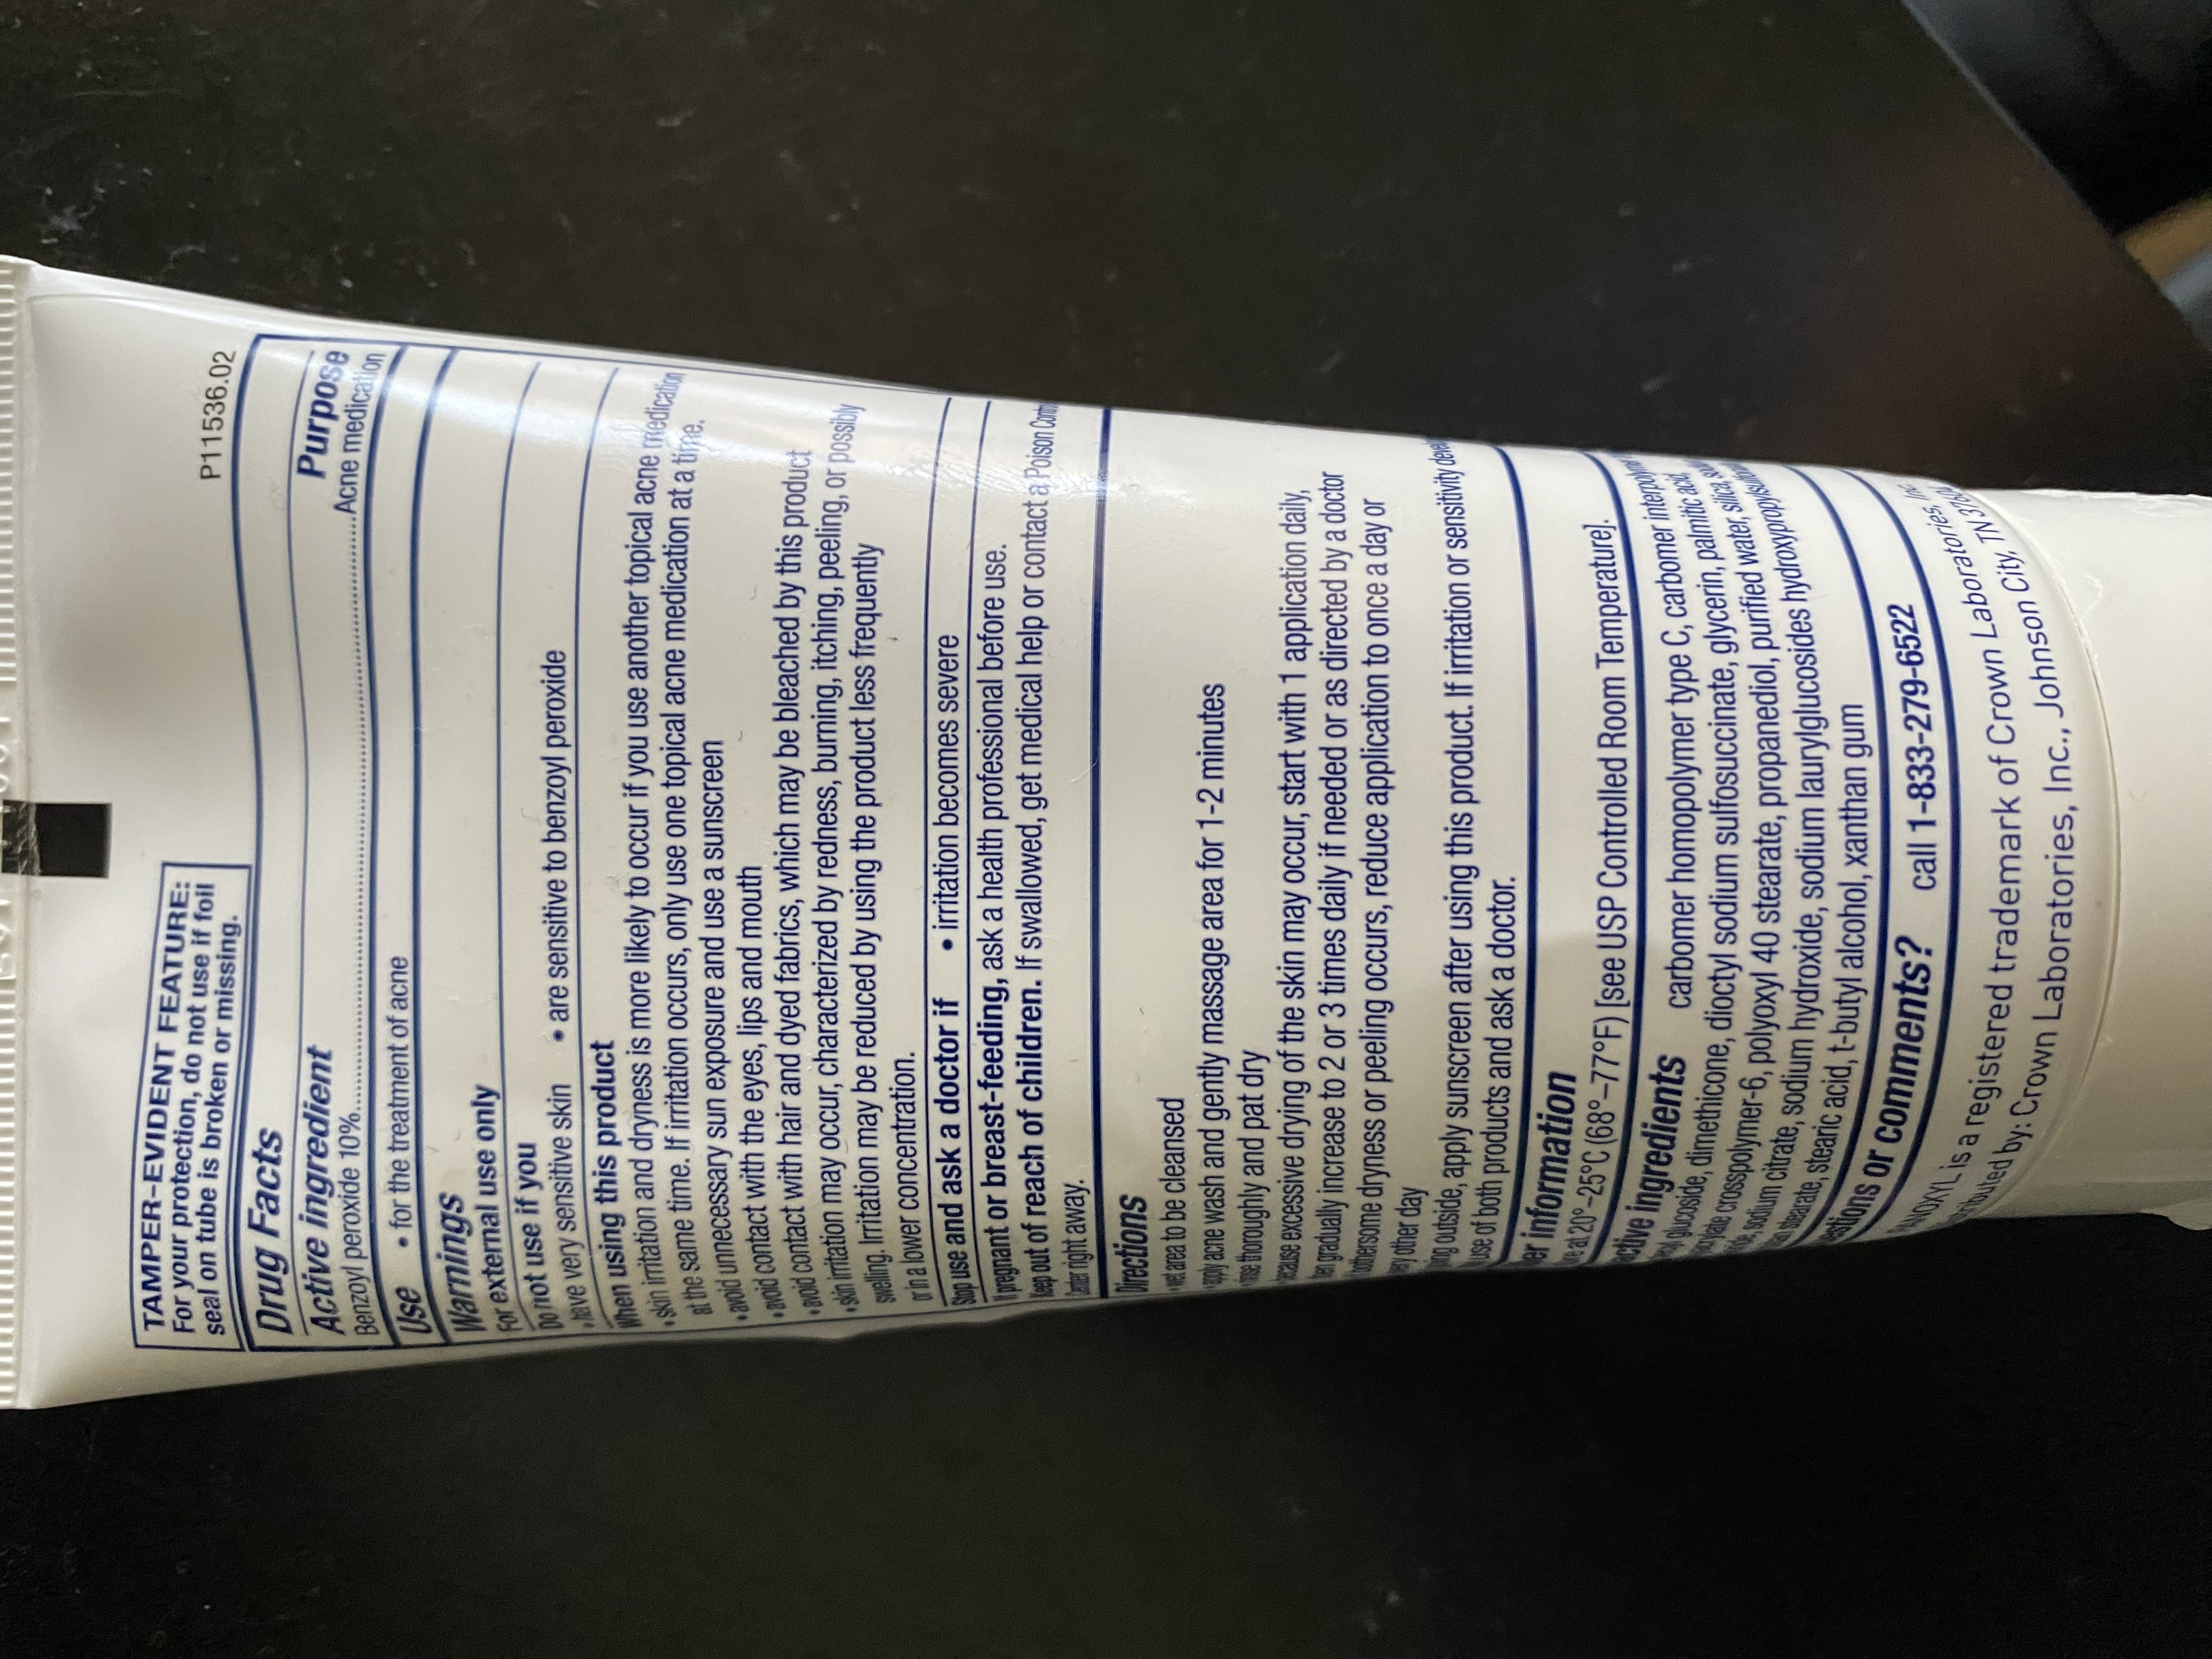 TAMPER-EVIDENT FEATURE:
For your protection, do not use if foil
seal on tube is broken or missing.
P11536.02
Drug Facts
Active ingredient Purpose
Benzoyl peroxide 10%..........Acne medication
Use • for the treatment of acne
Warnings
For external use only
Do not use if you
• have very sensitive skin • are sensitive to benzoyl peroxide
When using this product
• skin irritation and dryness is more likely to occur if you use another topical acne medication
at the same time. If irritation occurs, only use one topical acne medication at a time.
• avoid unnecessary sun exposure and use a sunscreen
• avoid contact with the eyes, lips and mouth
• avoid contact with hair and dyed fabrics, which may be bleached by this product
• skin irritation may occur, characterized by redness, burning, itching, peeling, or possibly
swelling. Irritation may be reduced by using the product less frequently
or in a lower concentration.
Stop use and ask a doctor if • irritation becomes severe
If pregnant or breast-feeding, ask a health professional before use.
Keep out of reach of children. If swallowed, get medical help or contact a Poison Contro
Center right away.
Directions
• wet area to be cleansed
• apply acne wash and gently massage area for 1-2 minutes
• rinse thoroughly and pat dry
• because excessive drying of the skin may occur, start with 1 application daily,
then gradually increase to 2 or 3 times daily if needed or as directed by a doctor
bothersome dryness or peeling occurs, reduce application to once a day or
ery other day
oing outside, apply sunscreen after using this product. If irritation or sensitivity
use of both products and ask a doctor.
er information
ore at 20°–25°C (68°–77°F) [see USP Controlled Room Temperature].
active ingredients carbomer homopolymer type C, carbomer interpolymer
glucoside, dimethicone, dioctyl sodium sulfosuccinate, glycerin, palmitic acid,
crosspolymer-6, polyoxyl 40 stearate, propanediol, purified water, silica,
sodium citrate, sodium hydroxide, sodium laurylglucosides
stearate, stearic acid, t-butyl alcohol, xanthan gum
estions or comments? call 1-833-279-6522
PANOXYL is a registered trademark of Crown Laboratories, Inc.
tributed by: Crown Laboratories, Inc., Johnson City, TN 37604